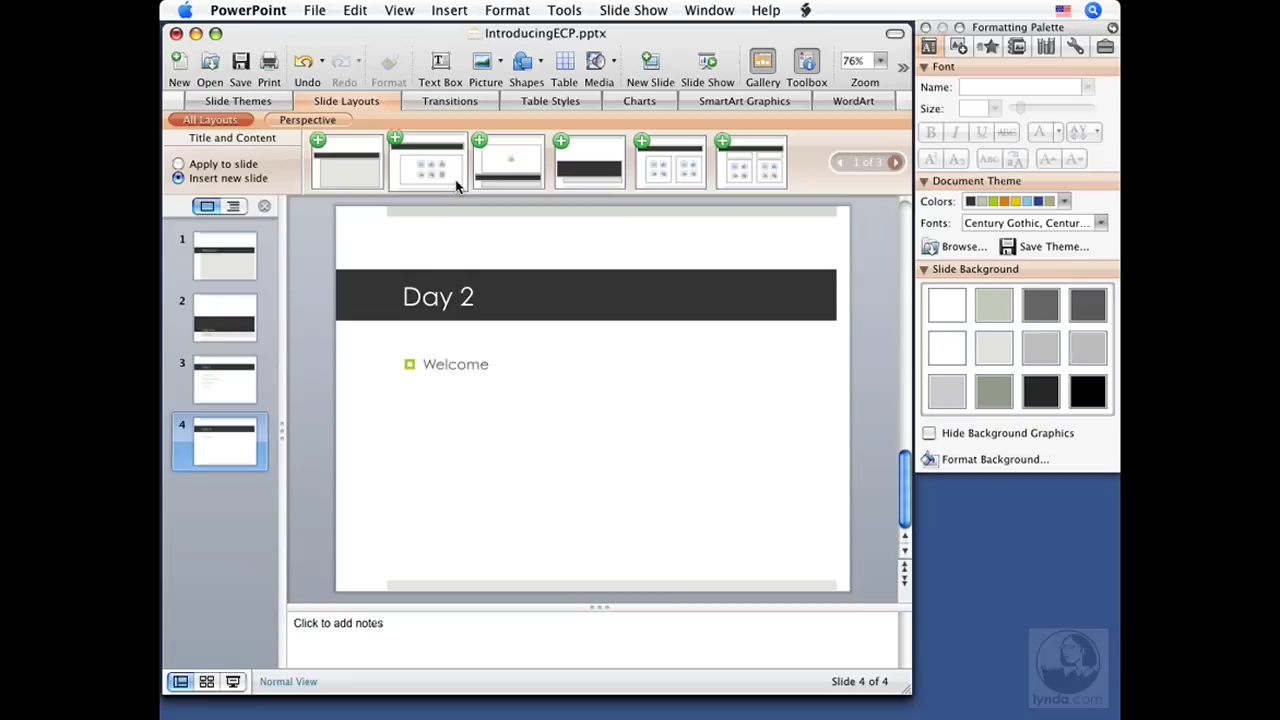 PowerPoint File Edit View Insert Format Tools Slide Show Window Help
IntroducingECP.pptx
Formatting Palette
New Open Save Print Undo Redo Format Text Box Picture Shapes Table Media New Slide Slide Show Gallery Toolbox 76% Zoom
Slide Themes Slide Layouts Transitions Table Styles Charts SmartArt Graphics WordArt
All Layouts Perspective
Title and Content
Apply to slide
Insert new slide
1 of 3
Font
Name:
Size:
B I U ABC A AV
A² A₂ ABC A A A
Document Theme
Colors:
Fonts: Century Gothic, Centur...
Browse... Save Theme...
Slide Background
Hide Background Graphics
Format Background...
1
2
3
4
Day 2
Welcome
Click to add notes
Normal View Slide 4 of 4
lynda.com